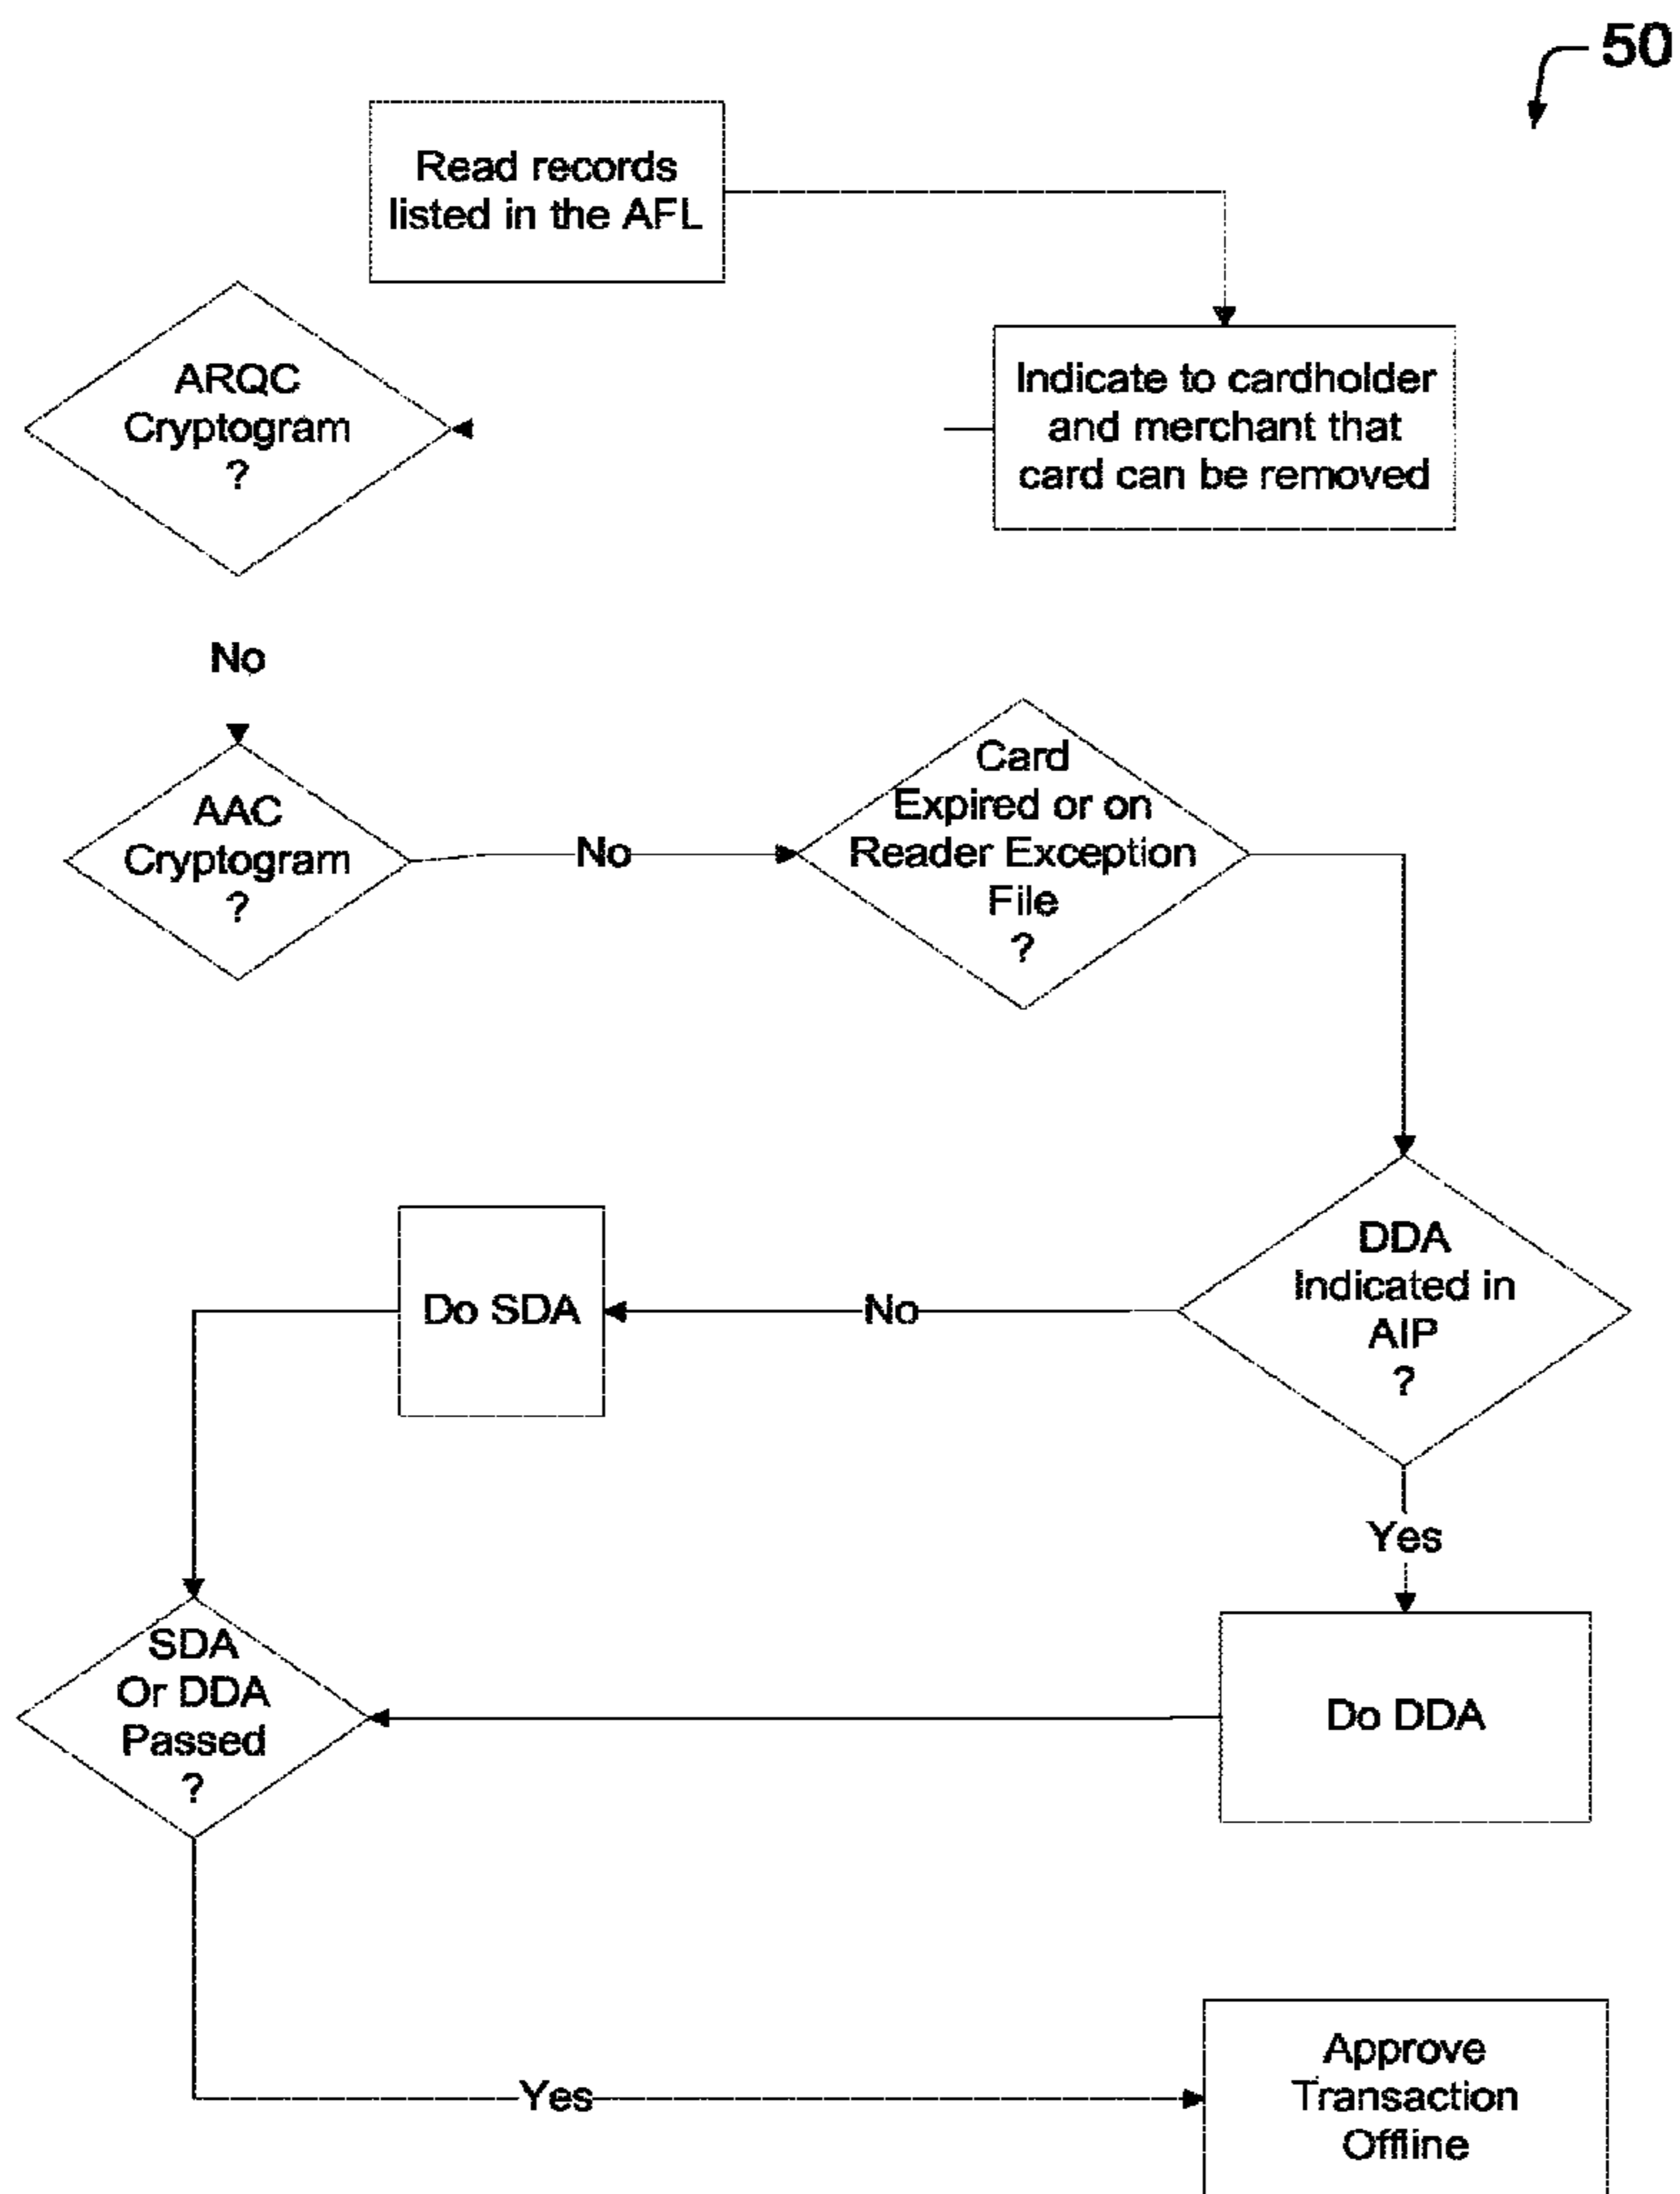 50
Read records
listed in the AFL
ARQC
Cryptogram
?
Indicate to cardholder
and merchant that
card can be removed
No
AAC
Cryptogram
?
No
Card
Expired or on
Reader Exception
File
?
DDA
Indicated in
AIP
?
No
Do SDA
Yes
SDA
Or DDA
Passed
?
Do DDA
Yes
Approve
Transaction
Offline